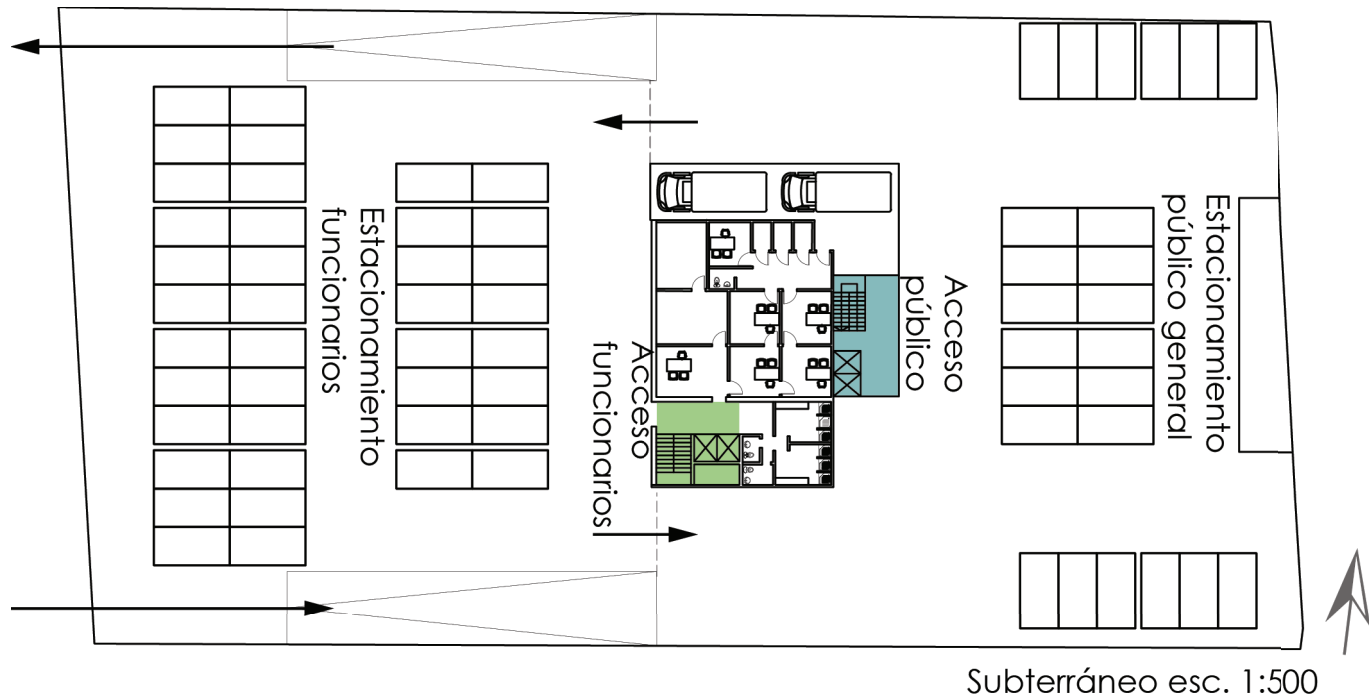 Estacionamiento
funcionarios
Acceso
funcionarios
Acceso
público
Estacionamiento
público general
Subterráneo esc. 1:500